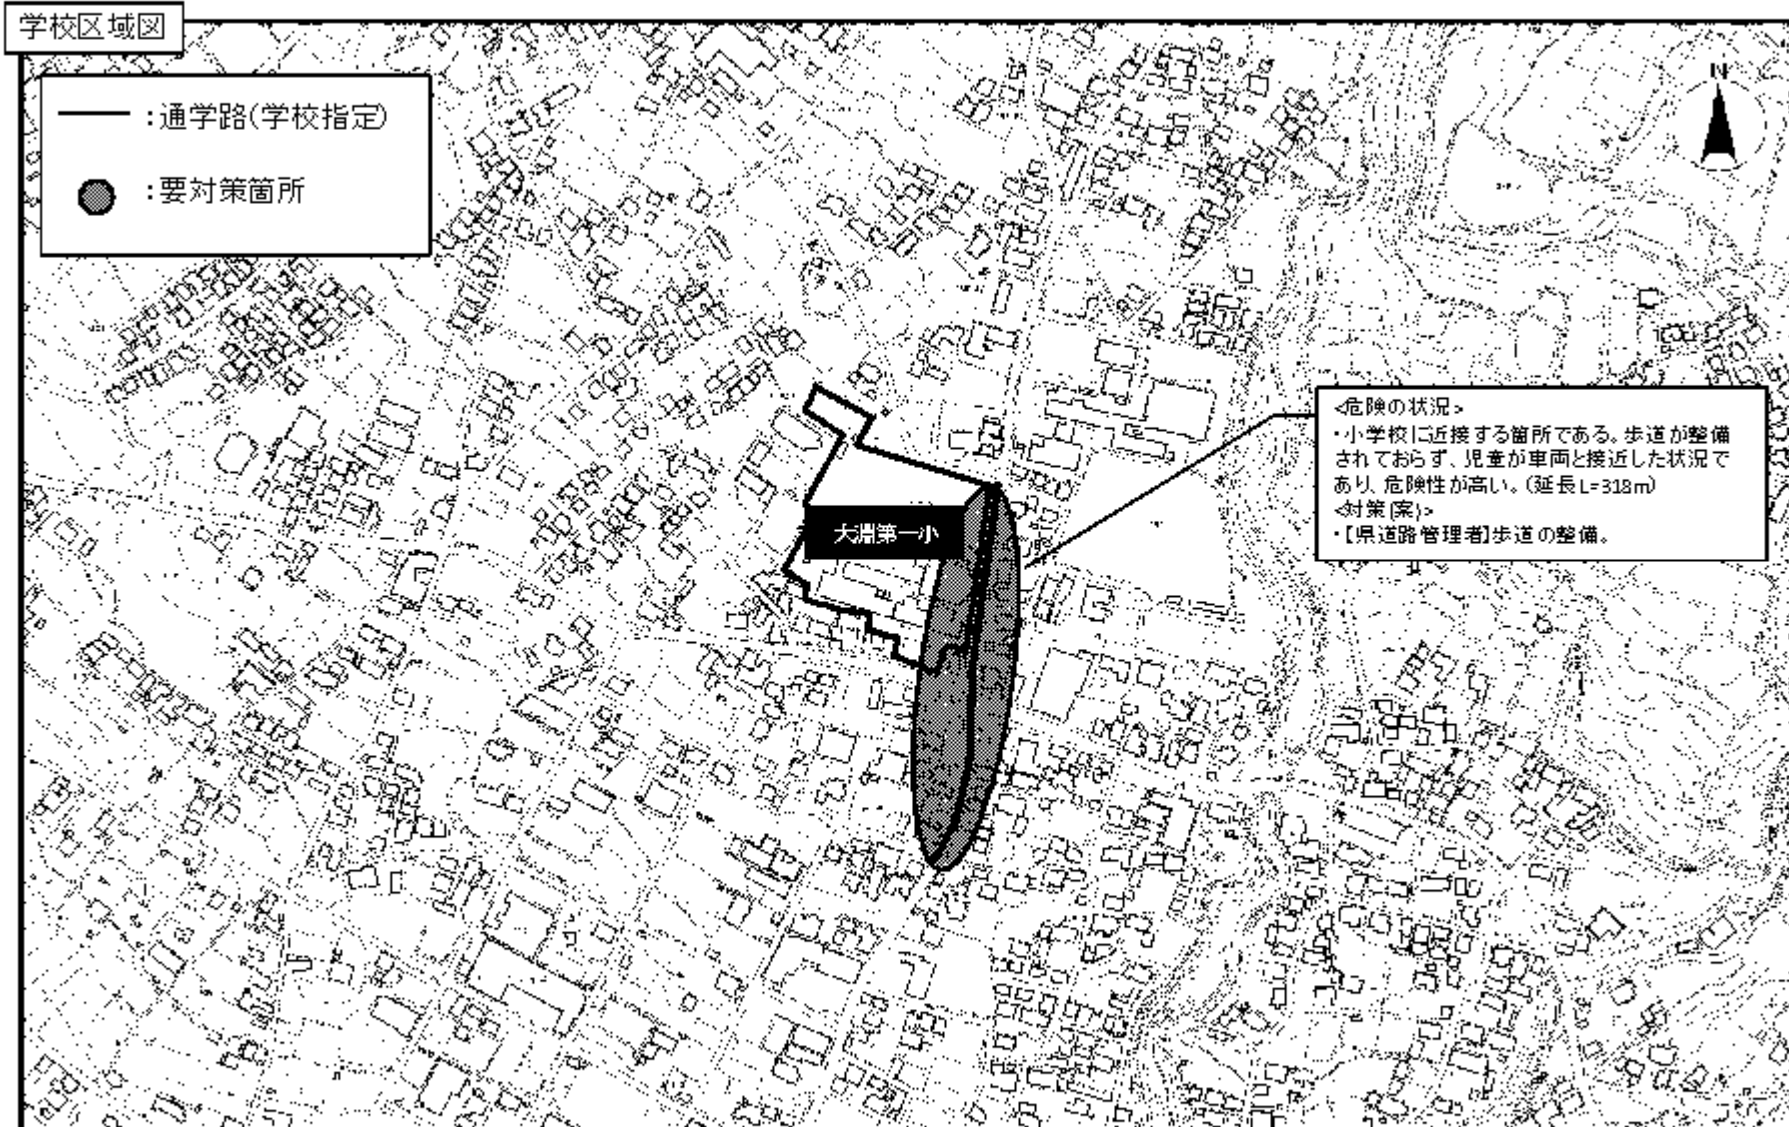 学校区域図
:通学路(学校指定)
:要対策箇所
N
<危険の状況>
・小学校に近接する箇所である。歩道が整備
されておらず、児童が車両と接近した状況で
あり、危険性が高い。(延長L=318m)
<対策(案)>
・【県道路管理者】歩道の整備。
大淵第一小